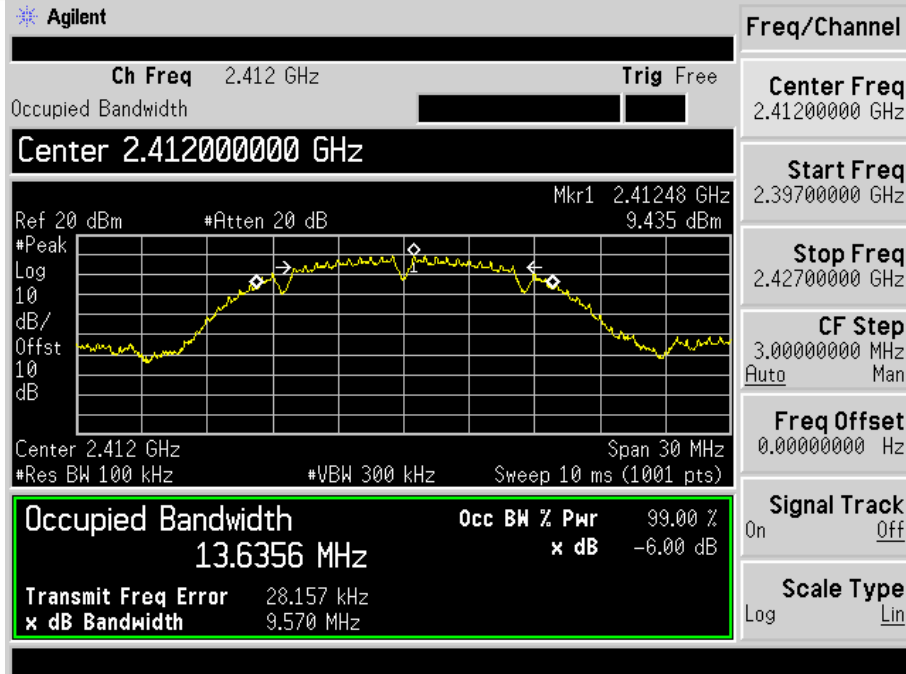 Agilent
Freq/Channel
Ch Freq 2.412 GHz Trig Free
Occupied Bandwidth
Center 2.412000000 GHz
Mkr1 2.41248 GHz
Ref 20 dBm #Atten 20 dB 9.435 dBm
#Peak
Log
10
dB/
Offst
10
dB
1
Center 2.412 GHz Span 30 MHz
#Res BW 100 kHz #VBW 300 kHz Sweep 10 ms (1001 pts)
Occupied Bandwidth
13.6356 MHz
Occ BW % Pwr 99.00 %
x dB -6.00 dB
Transmit Freq Error 28.157 kHz
x dB Bandwidth 9.570 MHz
Center Freq
2.41200000 GHz
Start Freq
2.39700000 GHz
Stop Freq
2.42700000 GHz
CF Step
3.00000000 MHz
Auto Man
Freq Offset
0.00000000 Hz
Signal Track
On Off
Scale Type
Log Lin